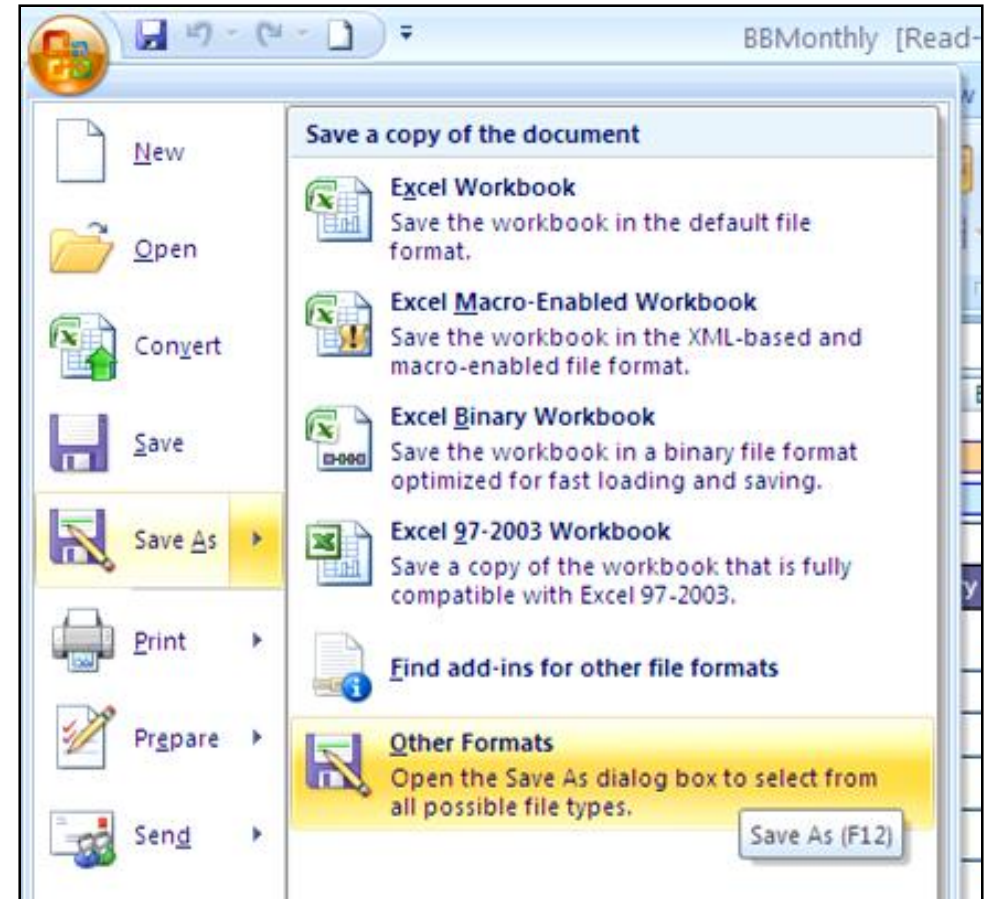 BBMonthly [Read-
New
Open
Convert
Save
Save As
Print
Prepare
Send
Save a copy of the document
Excel Workbook
Save the workbook in the default file
format.
Excel Macro-Enabled Workbook
Save the workbook in the XML-based and
macro-enabled file format.
Excel Binary Workbook
Save the workbook in a binary file format
optimized for fast loading and saving.
Excel 97-2003 Workbook
Save a copy of the workbook that is fully
compatible with Excel 97-2003.
Find add-ins for other file formats
Other Formats
Open the Save As dialog box to select from
all possible file types.
Save As (F12)